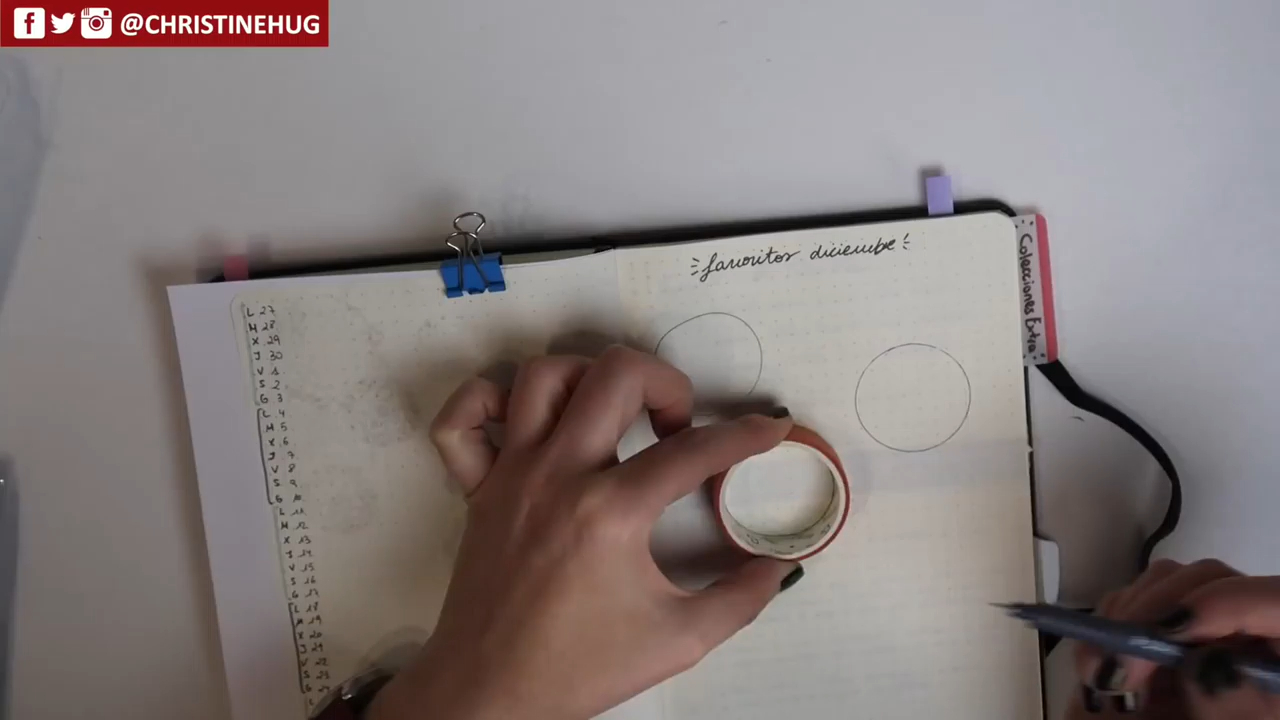 @CHRISTINEHUG
favoritos diciembre
Colecciones Extra
L 27
M 28
X 29
J 30
V 1
S 2
D 3
L 4
M 5
X 6
J 7
V 8
S 9
D 10
L 11
M 12
X 13
J 14
V 15
S 16
D 17
L 18
M 19
X 20
J 21
V 22
S 23